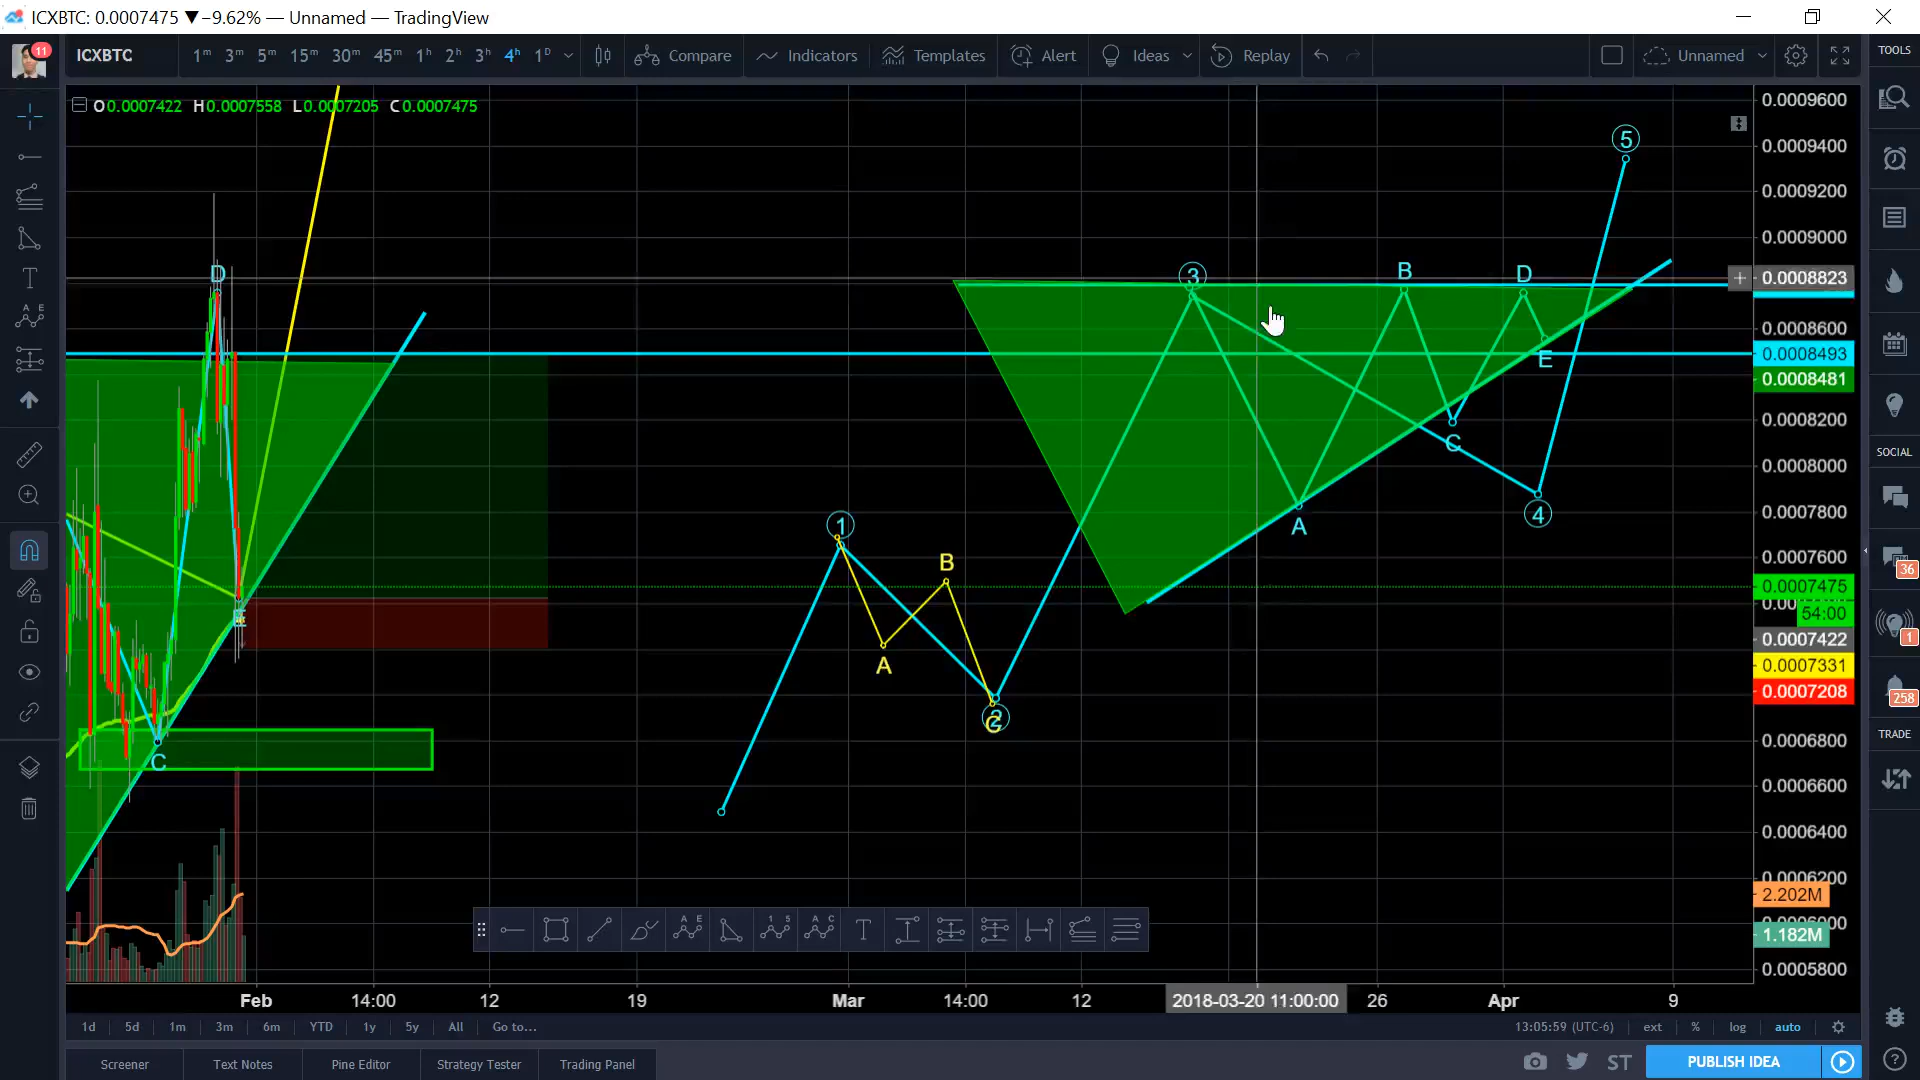 ICXBTC: 0.0007475 ▼−9.62% — Unnamed — TradingView
11
ICXBTC
1m 3m 5m 15m 30m 45m 1h 2h 3h 4h 1D
Compare
Indicators
Templates
Alert
Ideas
Replay
Unnamed
TOOLS
O0.0007422 H0.0007558 L0.0007205 C0.0007475
0.0009600
0.0009400
0.0009200
0.0009000
0.0008823
0.0008600
0.0008493
0.0008481
0.0008200
0.0008000
0.0007800
0.0007600
0.0007475
54:00
0.0007422
0.0007331
0.0007208
0.0006800
0.0006600
0.0006400
0.0006200
2.202M
1.182M
0.0005800
5
D
3
B
D
E
C
4
A
1
B
A
2
C
C
SOCIAL
36
1
258
TRADE
Feb 14:00 12 19 Mar 14:00 12 2018-03-20 11:00:00 26 Apr 9
1d 5d 1m 3m 6m YTD 1y 5y All Go to...
13:05:59 (UTC-6) ext % log auto
Screener Text Notes Pine Editor Strategy Tester Trading Panel
ST PUBLISH IDEA